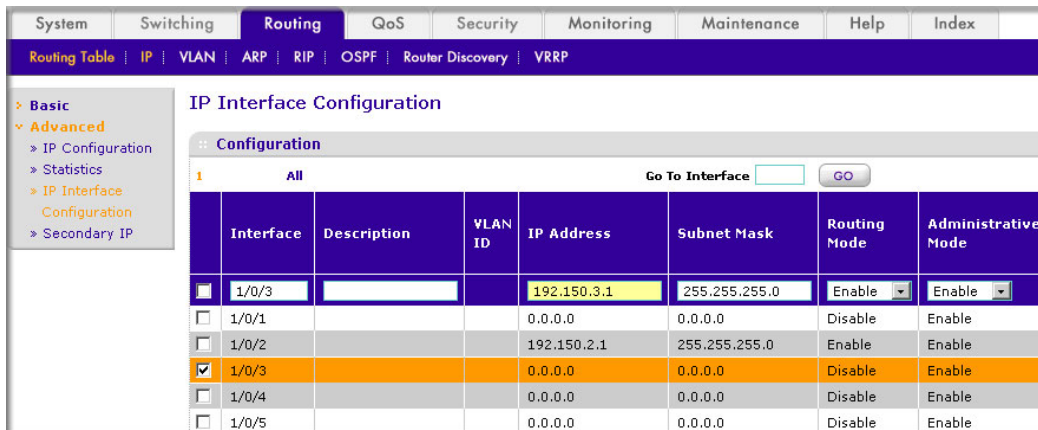 System Switching Routing QoS Security Monitoring Maintenance Help Index
Routing Table IP VLAN ARP RIP OSPF Router Discovery VRRP
Basic
Advanced
» IP Configuration
» Statistics
» IP Interface
Configuration
» Secondary IP
IP Interface Configuration
Configuration
1 All Go To Interface GO
Interface Description VLAN ID IP Address Subnet Mask Routing Mode Administrative Mode
1/0/3 192.150.3.1 255.255.255.0 Enable Enable
1/0/1 0.0.0.0 0.0.0.0 Disable Enable
1/0/2 192.150.2.1 255.255.255.0 Enable Enable
1/0/3 0.0.0.0 0.0.0.0 Disable Enable
1/0/4 0.0.0.0 0.0.0.0 Disable Enable
1/0/5 0.0.0.0 0.0.0.0 Disable Enable